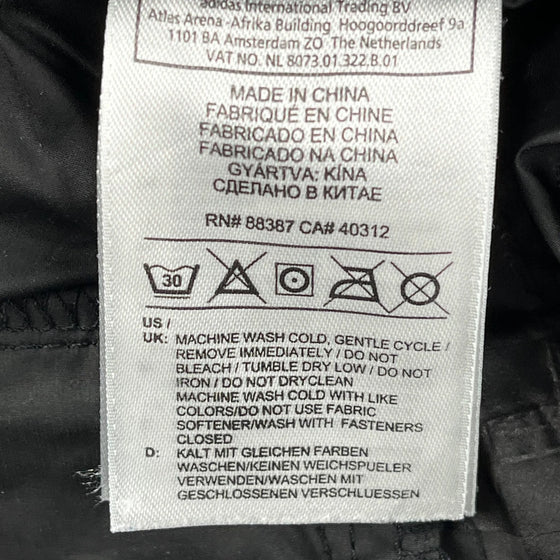 adidas International Trading BV
Atlas Arena -Afrika Building Hoogoorddreef 9a
1101 BA Amsterdam ZO The Netherlands
VAT NO. NL 8073.01.322.B.01
MADE IN CHINA
FABRIQUÉ EN CHINE
FABRICADO EN CHINA
FABRICADO NA CHINA
GYÁRTVA: KÍNA
СДЕЛАНО В КИТАЕ
RN# 88387 CA# 40312
30
US /
UK: MACHINE WASH COLD, GENTLE CYCLE /
REMOVE IMMEDIATELY / DO NOT
BLEACH / TUMBLE DRY LOW / DO NOT
IRON / DO NOT DRYCLEAN
MACHINE WASH COLD WITH LIKE
COLORS/DO NOT USE FABRIC
SOFTENER/WASH WITH FASTENERS
CLOSED
D: KALT MIT GLEICHEN FARBEN
WASCHEN/KEINEN WEICHSPUELER
VERWENDEN/WASCHEN MIT
GESCHLOSSENEN VERSCHLUESSEN